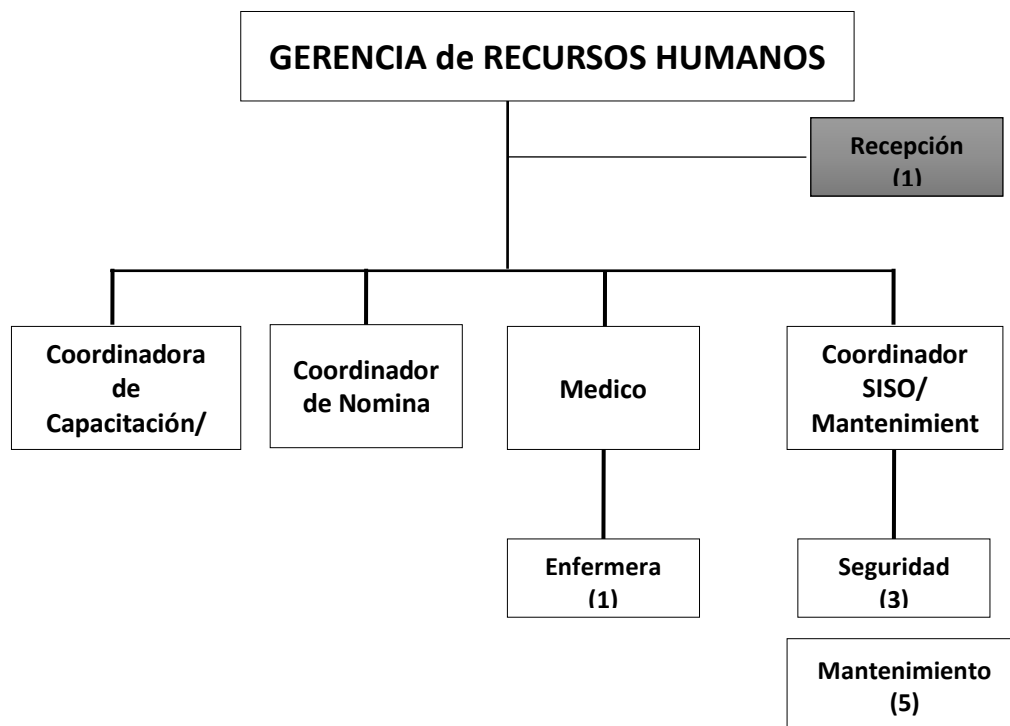 GERENCIA de RECURSOS HUMANOS
Recepción
(1)
Coordinadora
de
Capacitación/
Coordinador
de Nomina
Medico
Coordinador
SISO/
Mantenimient
Enfermera
(1)
Seguridad
(3)
Mantenimiento
(5)